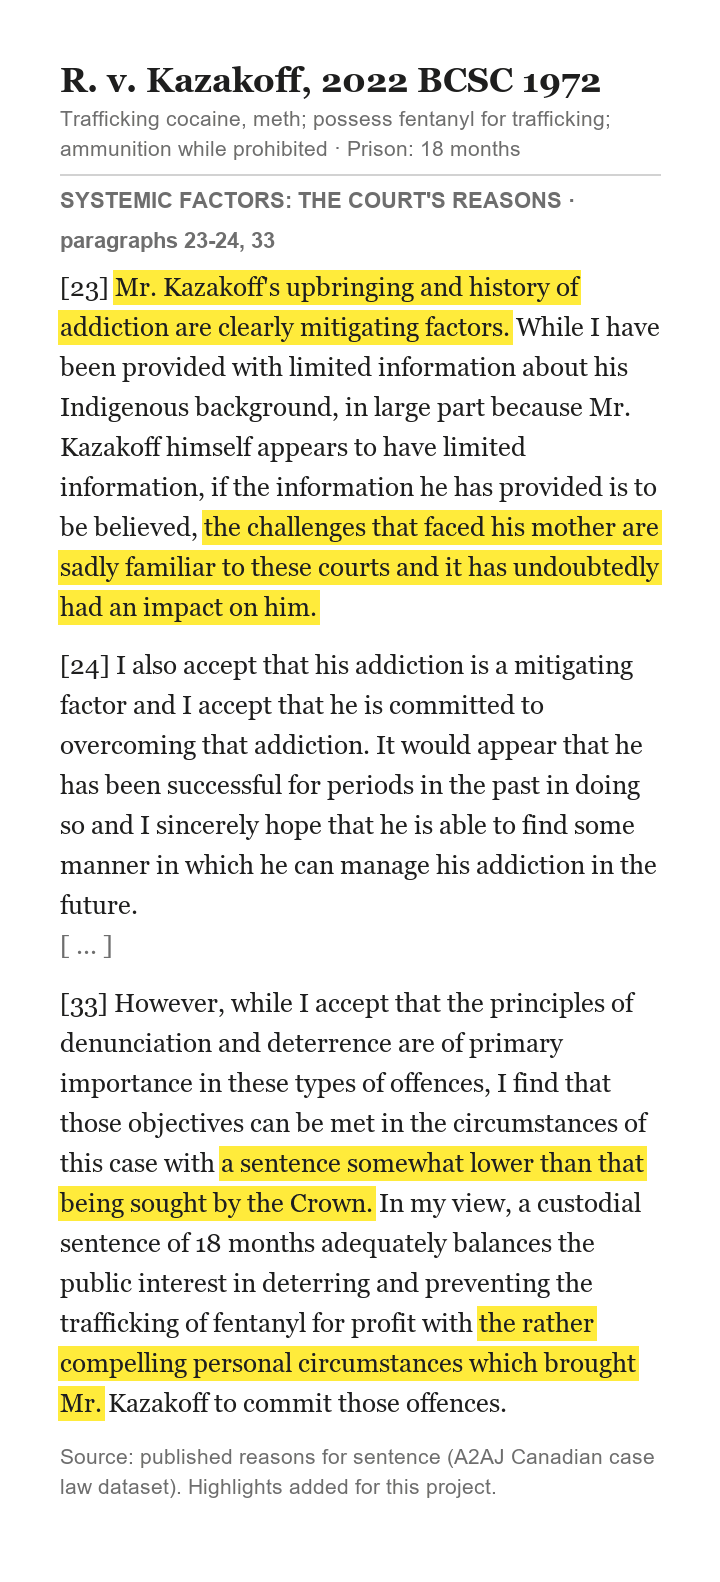 R. v. Kazakoff, 2022 BCSC 1972
Trafficking cocaine, meth; possess fentanyl for trafficking;
ammunition while prohibited · Prison: 18 months
SYSTEMIC FACTORS: THE COURT'S REASONS ·
paragraphs 23-24, 33
[23] Mr. Kazakoff's upbringing and history of
addiction are clearly mitigating factors. While I have
been provided with limited information about his
Indigenous background, in large part because Mr.
Kazakoff himself appears to have limited
information, if the information he has provided is to
be believed, the challenges that faced his mother are
sadly familiar to these courts and it has undoubtedly
had an impact on him.
[24] I also accept that his addiction is a mitigating
factor and I accept that he is committed to
overcoming that addiction. It would appear that he
has been successful for periods in the past in doing
so and I sincerely hope that he is able to find some
manner in which he can manage his addiction in the
future.
[ ... ]
[33] However, while I accept that the principles of
denunciation and deterrence are of primary
importance in these types of offences, I find that
those objectives can be met in the circumstances of
this case with a sentence somewhat lower than that
being sought by the Crown. In my view, a custodial
sentence of 18 months adequately balances the
public interest in deterring and preventing the
trafficking of fentanyl for profit with the rather
compelling personal circumstances which brought
Mr. Kazakoff to commit those offences.
Source: published reasons for sentence (A2AJ Canadian case
law dataset). Highlights added for this project.